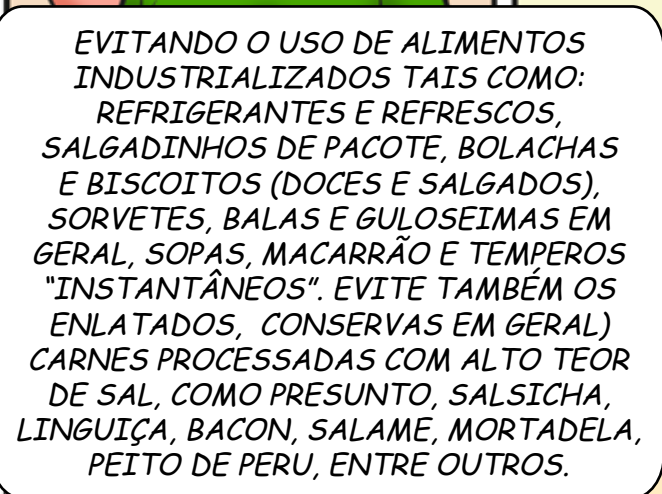 EVITANDO O USO DE ALIMENTOS
INDUSTRIALIZADOS TAIS COMO:
REFRIGERANTES E REFRESCOS,
SALGADINHOS DE PACOTE, BOLACHAS
E BISCOITOS (DOCES E SALGADOS),
SORVETES, BALAS E GULOSEIMAS EM
GERAL, SOPAS, MACARRÃO E TEMPEROS
“INSTANTÂNEOS”. EVITE TAMBÉM OS
ENLATADOS, CONSERVAS EM GERAL)
CARNES PROCESSADAS COM ALTO TEOR
DE SAL, COMO PRESUNTO, SALSICHA,
LINGUIÇA, BACON, SALAME, MORTADELA,
PEITO DE PERU, ENTRE OUTROS.